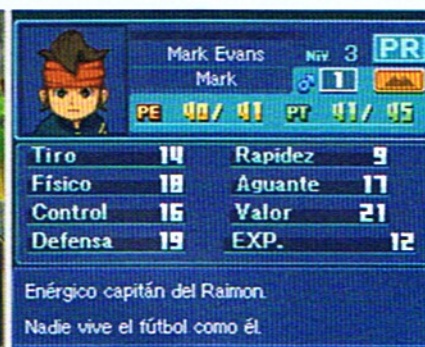 Mark Evans Niv 3 PR
Mark 1
PE 40/ 41 PT 41/ 45
Tiro 14 Rapidez 9
Físico 18 Aguante 17
Control 16 Valor 21
Defensa 19 EXP. 12
Enérgico capitán del Raimon.
Nadie vive el fútbol como él.